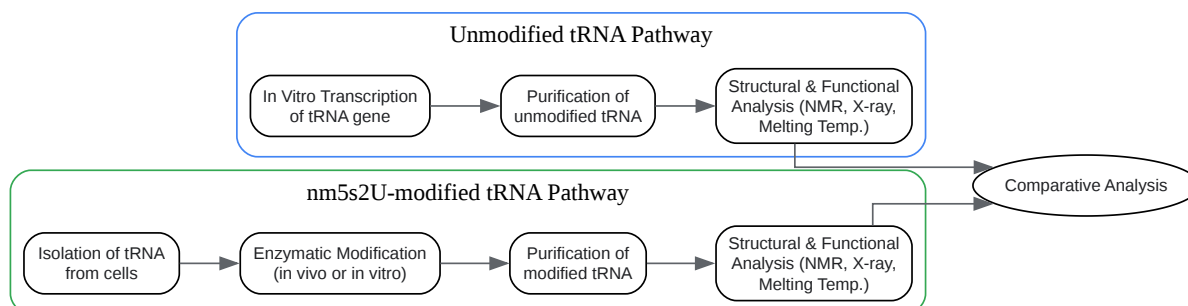 Unmodified tRNA Pathway
In Vitro Transcription
of tRNA gene
Purification of
unmodified tRNA
Structural & Functional
Analysis (NMR, X-ray,
Melting Temp.)
Comparative Analysis
nm5s2U-modified tRNA Pathway
Isolation of tRNA
from cells
Enzymatic Modification
(in vivo or in vitro)
Purification of
modified tRNA
Structural & Functional
Analysis (NMR, X-ray,
Melting Temp.)